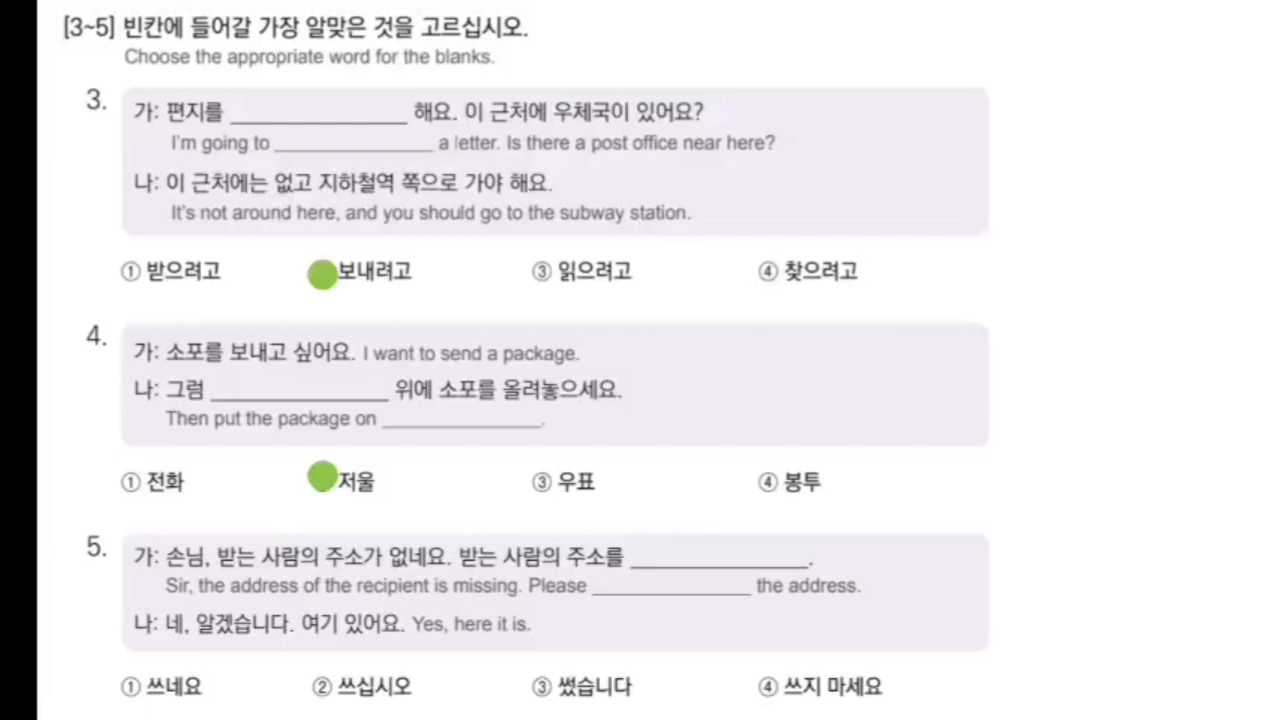 [3~5] 빈칸에 들어갈 가장 알맞은 것을 고르십시오.
Choose the appropriate word for the blanks.
3.
가: 편지를 ________ 해요. 이 근처에 우체국이 있어요?
I'm going to ________ a letter. Is there a post office near here?
나: 이 근처에는 없고 지하철역 쪽으로 가야 해요.
It's not around here, and you should go to the subway station.
① 받으려고 보내려고 ③ 읽으려고 ④ 찾으려고
4.
가: 소포를 보내고 싶어요. I want to send a package.
나: 그럼 ________ 위에 소포를 올려놓으세요.
Then put the package on ________.
① 전화 저울 ③ 우표 ④ 봉투
5.
가: 손님, 받는 사람의 주소가 없네요. 받는 사람의 주소를 ________.
Sir, the address of the recipient is missing. Please ________ the address.
나: 네, 알겠습니다. 여기 있어요. Yes, here it is.
① 쓰네요 ② 쓰십시오 ③ 썼습니다 ④ 쓰지 마세요